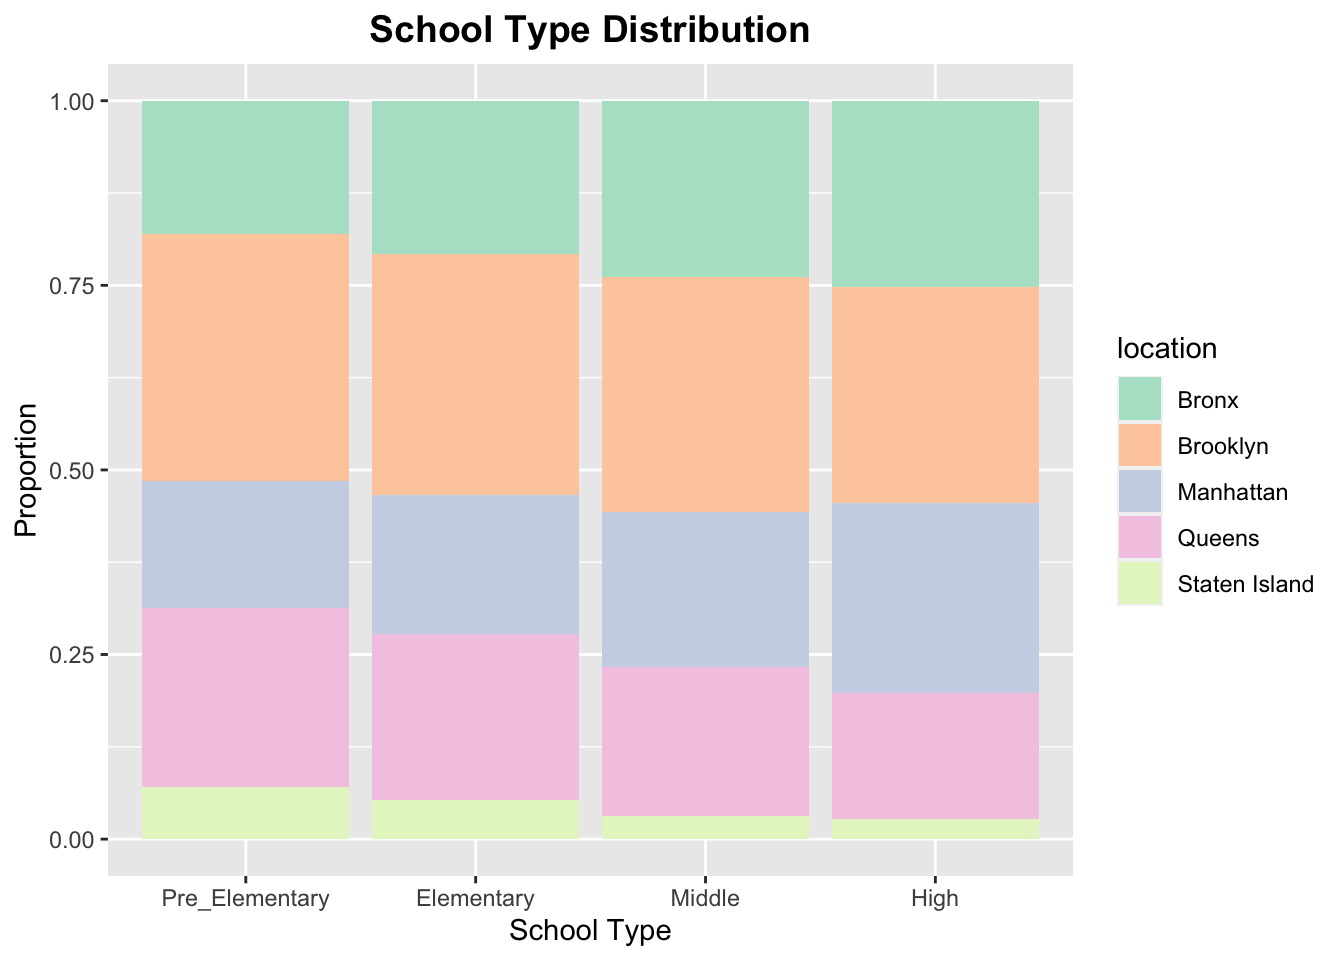 School Type Distribution
1.00
0.75
0.50
0.25
0.00
Proportion
Pre_Elementary
Elementary
Middle
High
School Type
location
Bronx
Brooklyn
Manhattan
Queens
Staten Island